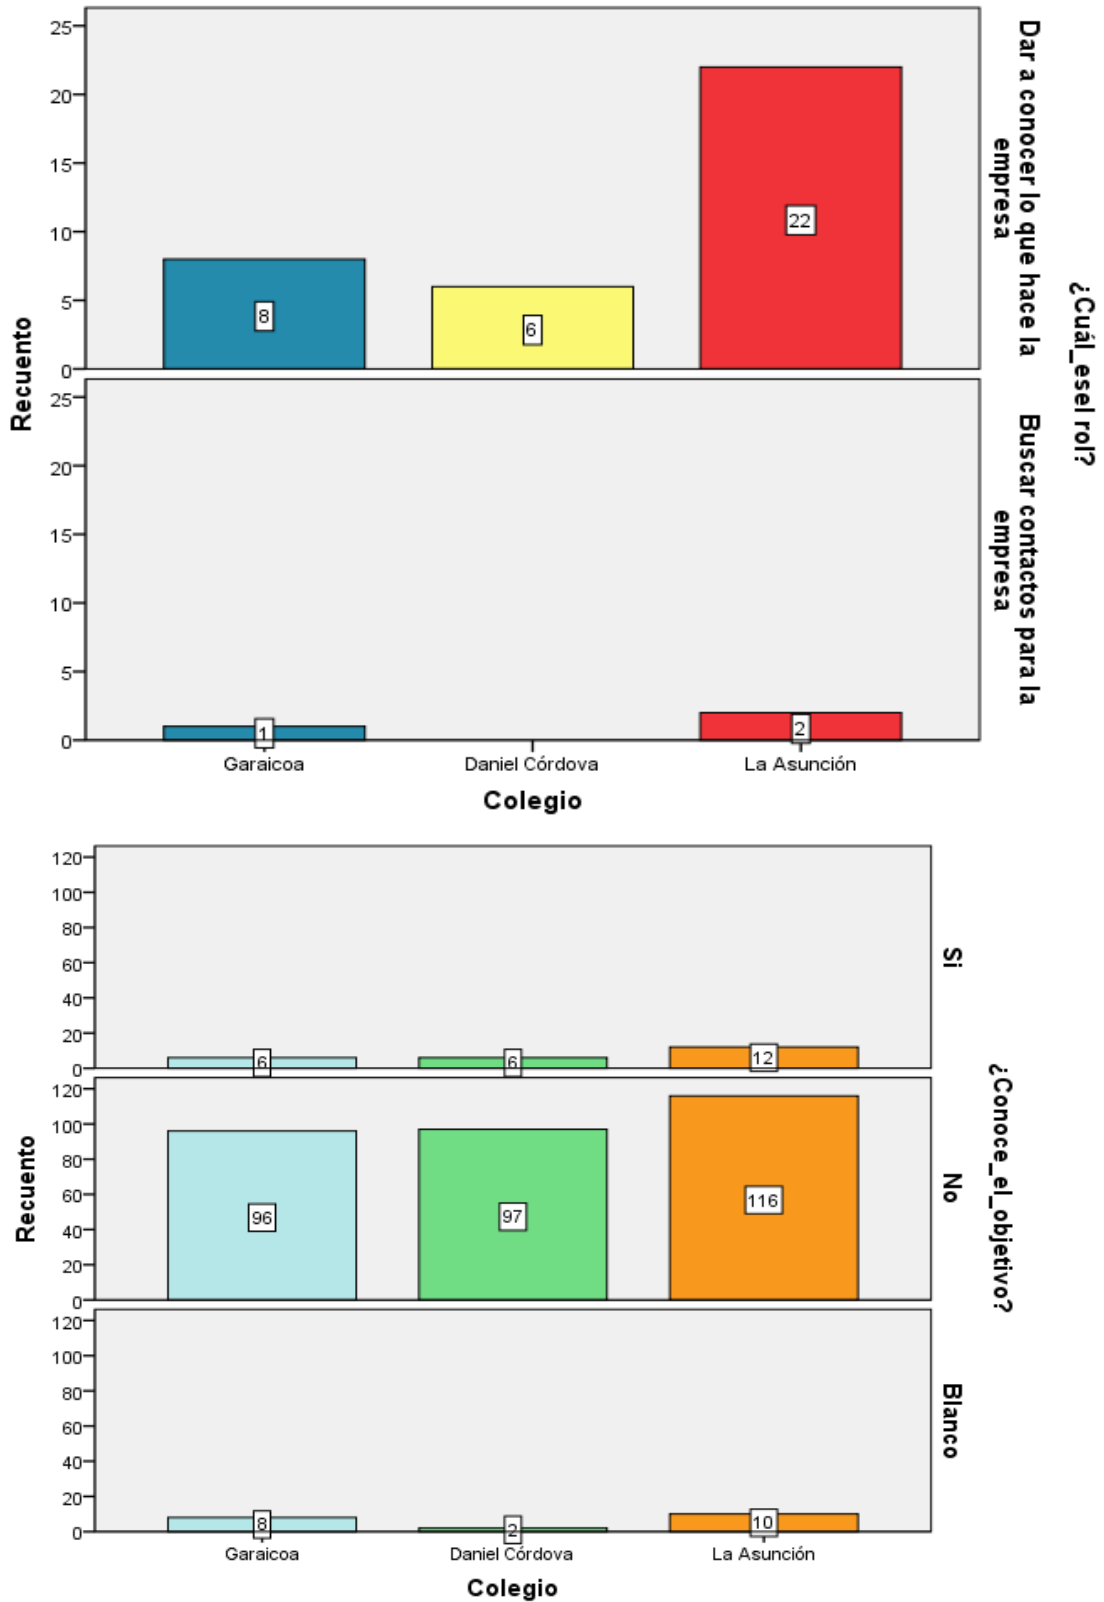 25
20
15
10
5
0
8
6
22
Dar a conocer lo que hace la
empresa
Recuento
¿Cuál_esel rol?
25
20
15
10
5
0
1
2
Buscar contactos para la
empresa
Garaicoa
Daniel Córdova
La Asunción
Colegio
120
100
80
60
40
20
0
6
6
12
Si
120
100
80
60
40
20
0
96
97
116
No
Recuento
¿Conoce_el_objetivo?
120
100
80
60
40
20
0
8
2
10
Blanco
Garaicoa
Daniel Córdova
La Asunción
Colegio